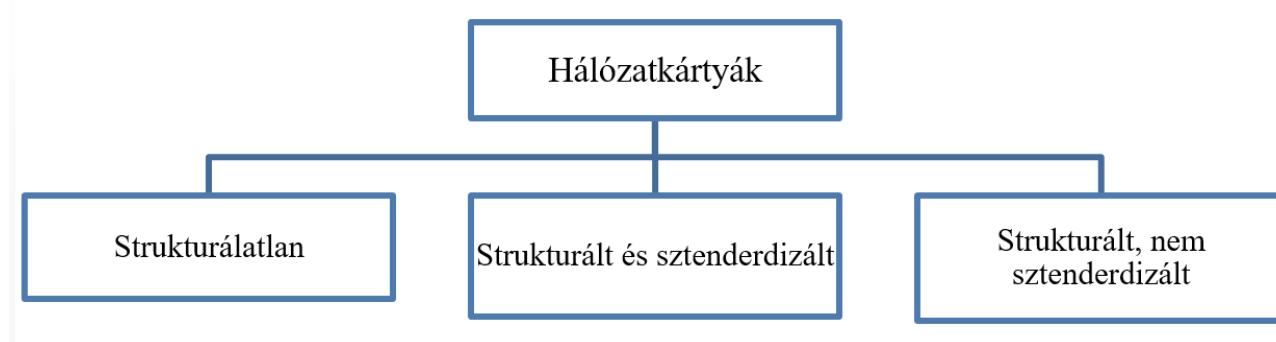 Hálózatkártyák
Strukturálatlan
Strukturált és sztenderdizált
Strukturált, nem
sztenderdizált